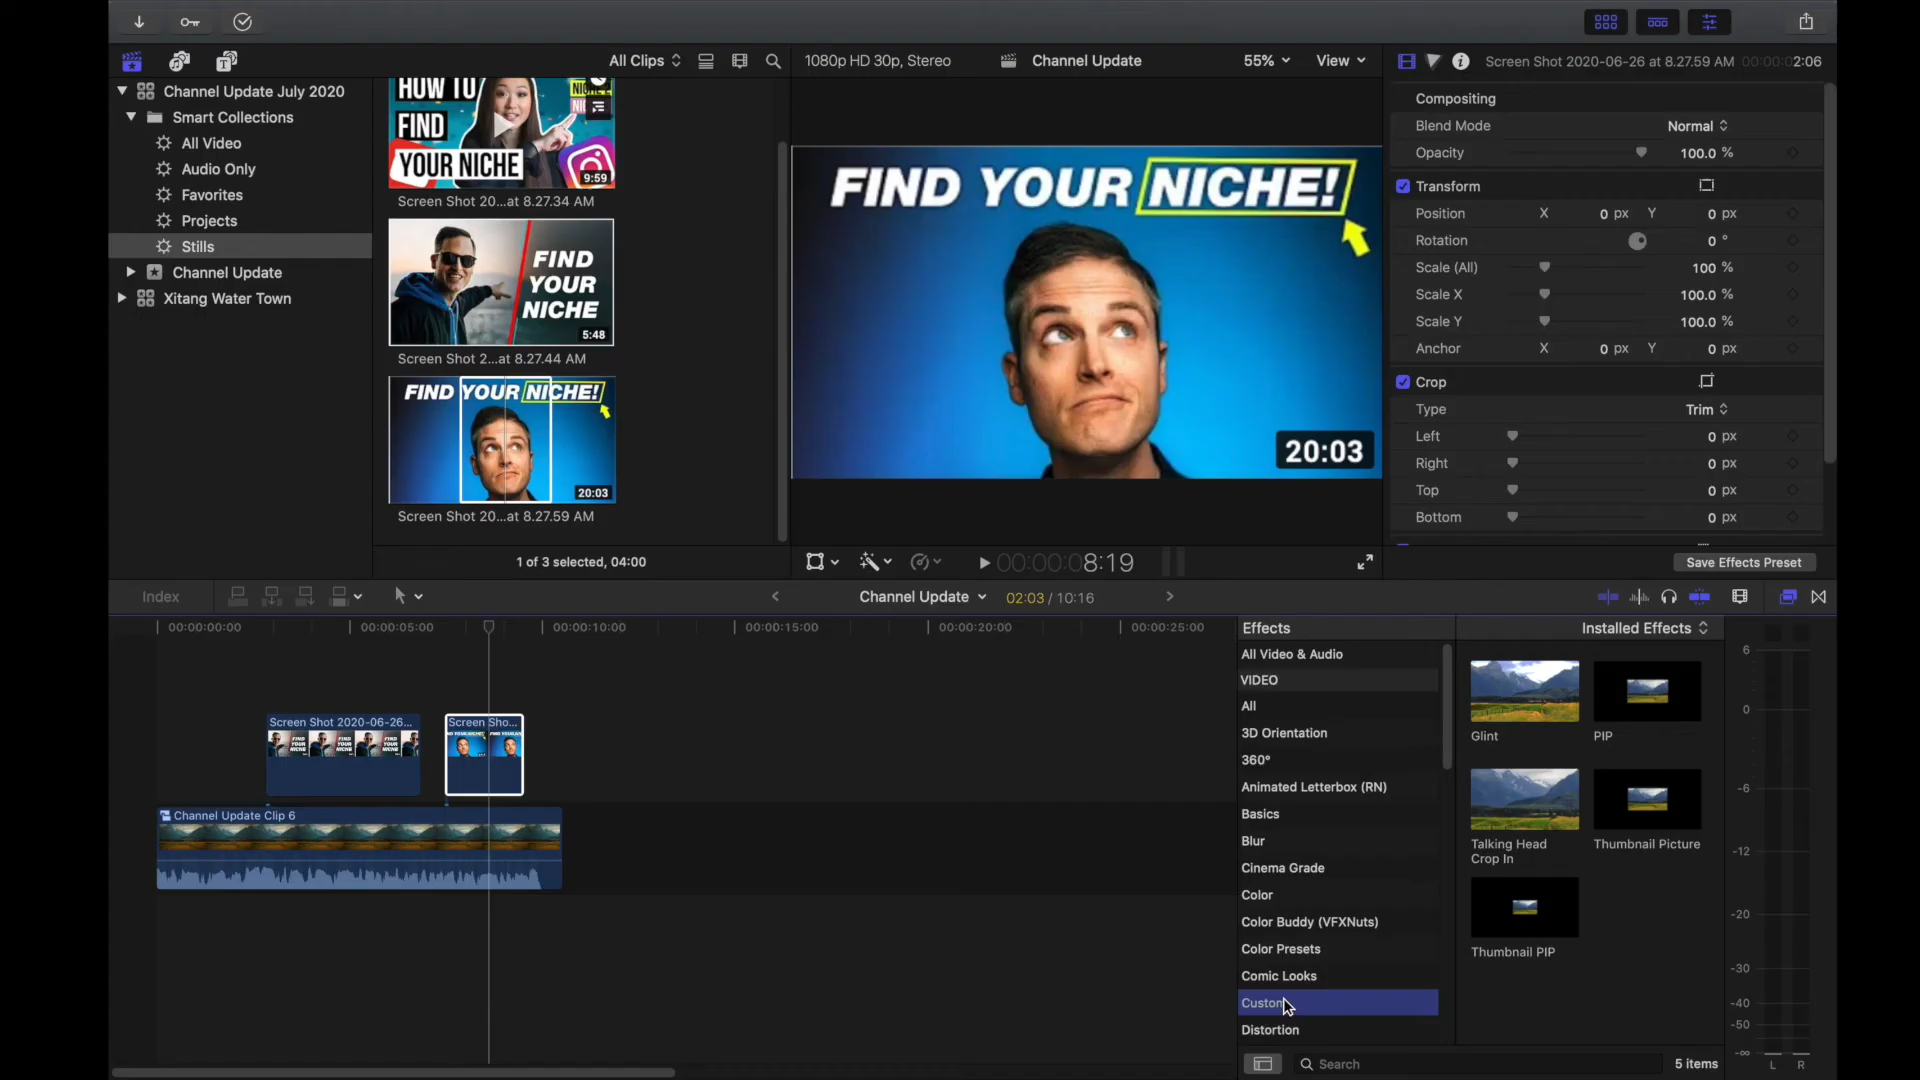 All Clips
1080p HD 30p, Stereo
Channel Update
55%
View
Screen Shot 2020-06-26 at 8.27.59 AM
00:00:02:06
Channel Update July 2020
Smart Collections
All Video
Audio Only
Favorites
Projects
Stills
Channel Update
Xitang Water Town
HOW TO
FIND
YOUR NICHE
9:59
Screen Shot 20...at 8.27.34 AM
FIND
YOUR
NICHE
5:48
Screen Shot 2...at 8.27.44 AM
FIND YOUR NICHE!
20:03
Screen Shot 20...at 8.27.59 AM
1 of 3 selected, 04:00
FIND YOUR NICHE!
20:03
00:00:08:19
Compositing
Blend Mode Normal
Opacity 100.0 %
Transform
Position X 0 px Y 0 px
Rotation 0 °
Scale (All) 100 %
Scale X 100.0 %
Scale Y 100.0 %
Anchor X 0 px Y 0 px
Crop
Type Trim
Left 0 px
Right 0 px
Top 0 px
Bottom 0 px
Save Effects Preset
Index
Channel Update
02:03 / 10:16
00:00:00:00
00:00:05:00
00:00:10:00
00:00:15:00
00:00:20:00
00:00:25:00
Screen Shot 2020-06-26...
Screen Sho...
Channel Update Clip 6
Effects
Installed Effects
All Video & Audio
VIDEO
All
3D Orientation
360°
Animated Letterbox (RN)
Basics
Blur
Cinema Grade
Color
Color Buddy (VFXNuts)
Color Presets
Comic Looks
Custom
Distortion
Glint
PIP
Talking Head
Crop In
Thumbnail Picture
Thumbnail PIP
Search
5 items
6
0
-6
-12
-20
-30
-40
-50
-∞
L R